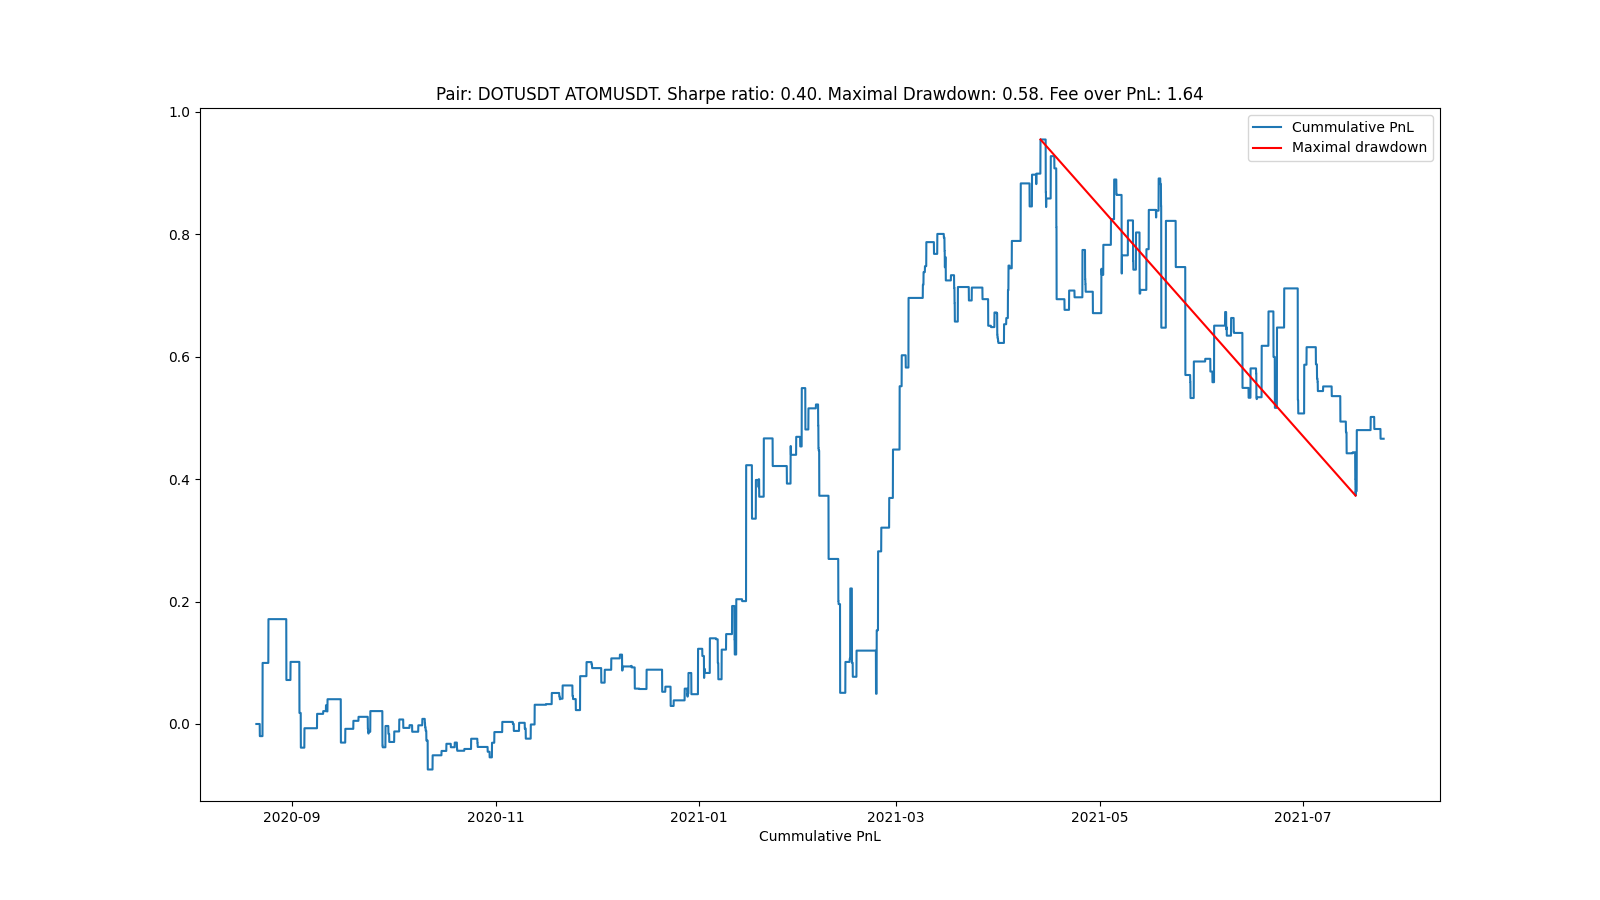 Pair: DOTUSDT ATOMUSDT. Sharpe ratio: 0.40. Maximal Drawdown: 0.58. Fee over PnL: 1.64
Cummulative PnL
Maximal drawdown
1.0
0.8
0.6
0.4
0.2
0.0
2020-09 2020-11 2021-01 2021-03 2021-05 2021-07
Cummulative PnL